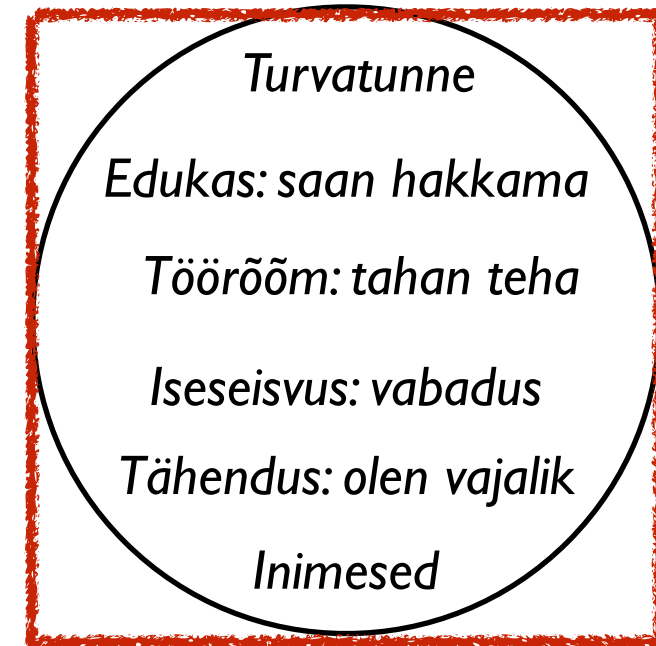 Turvatunne
Edukas: saan hakkama
Töörõõm: tahan teha
Iseseisvus: vabadus
Tähendus: olen vajalik
Inimesed